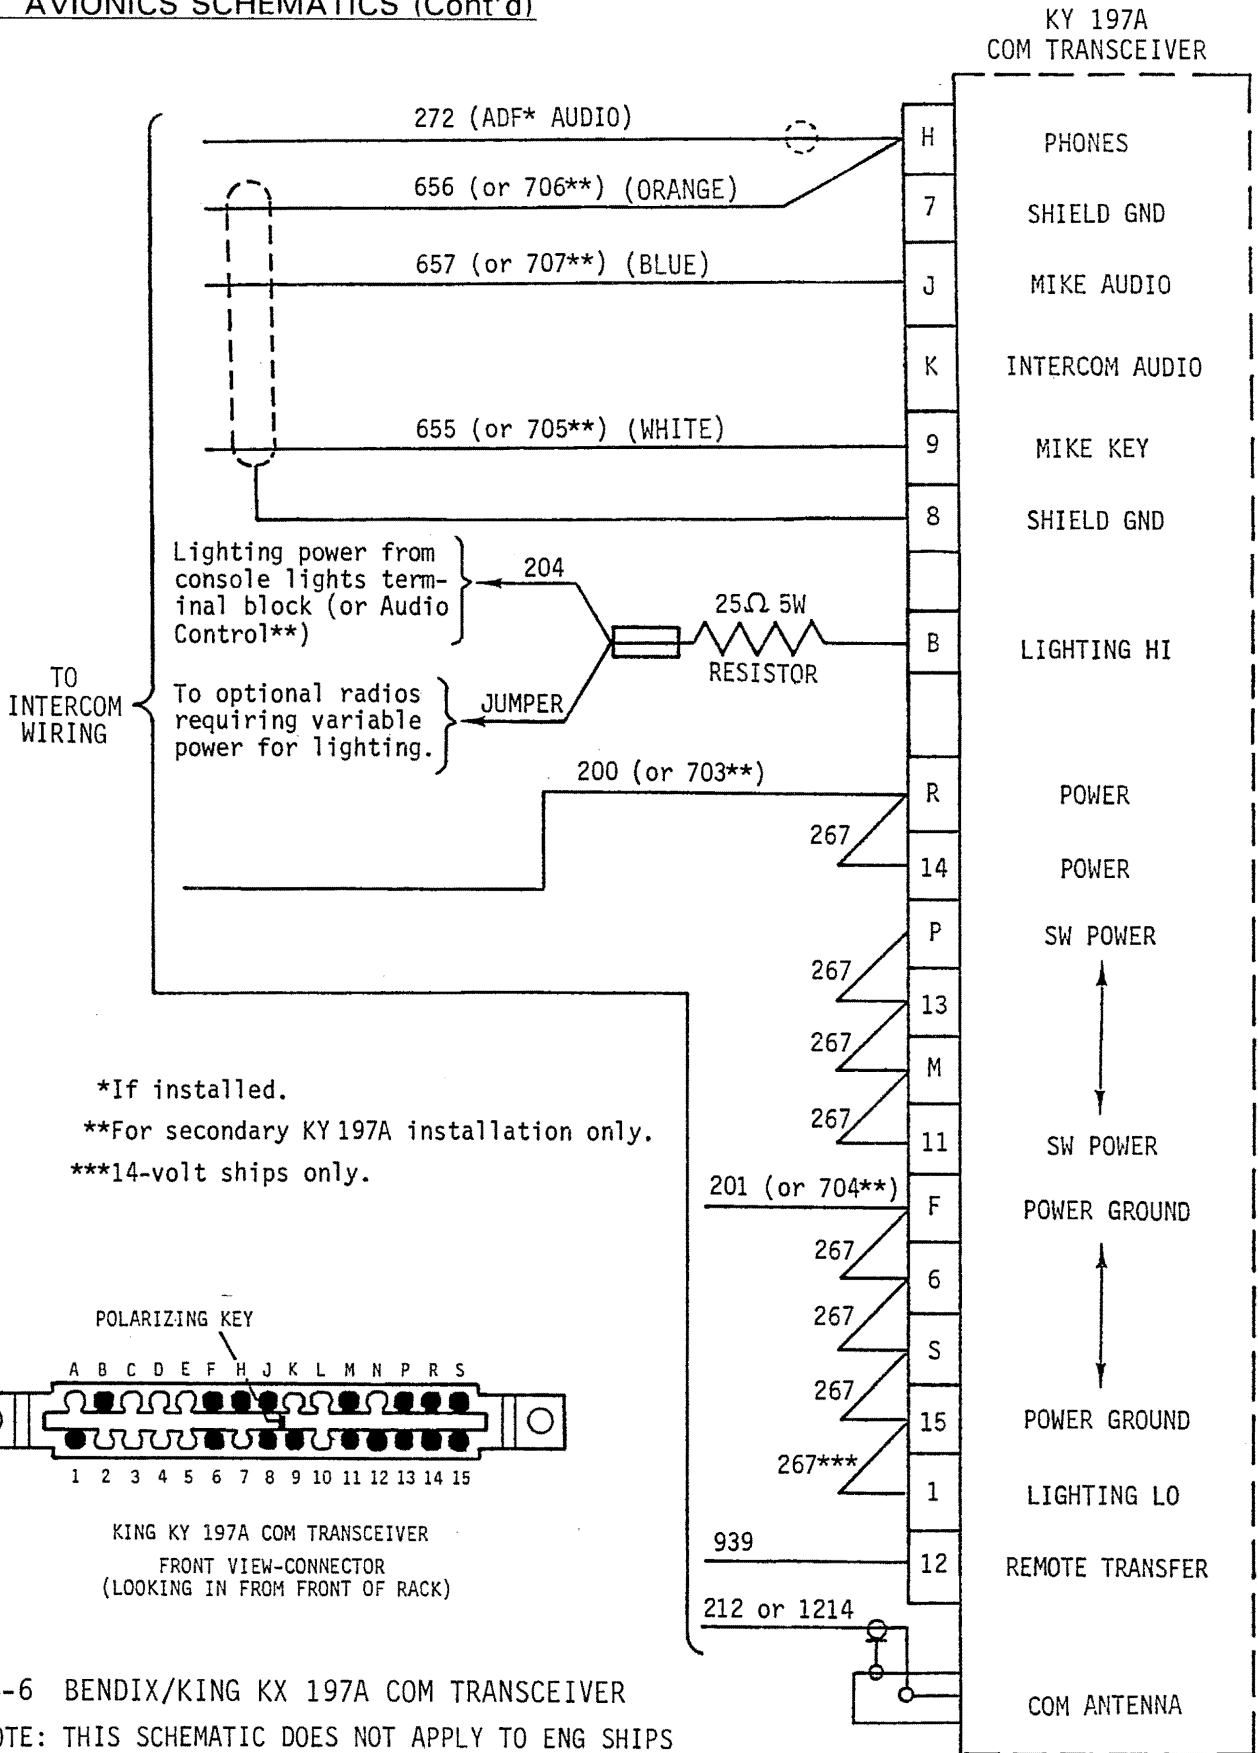 AVIONICS SCHEMATICS (Cont'd)
KY 197A
COM TRANSCEIVER
272 (ADF* AUDIO)
H
PHONES
656 (or 706**) (ORANGE)
7
SHIELD GND
657 (or 707**) (BLUE)
J
MIKE AUDIO
K
INTERCOM AUDIO
655 (or 705**) (WHITE)
9
MIKE KEY
8
SHIELD GND
Lighting power from
console lights term-
inal block (or Audio
Control**)
204
25Ω 5W
RESISTOR
B
LIGHTING HI
TO
INTERCOM
WIRING
To optional radios
requiring variable
power for lighting.
JUMPER
200 (or 703**)
R
POWER
267
14
POWER
P
SW POWER
267
13
267
M
267
11
SW POWER
*If installed.
**For secondary KY 197A installation only.
***14-volt ships only.
201 (or 704**)
F
POWER GROUND
267
6
267
S
267
15
POWER GROUND
267***
1
LIGHTING LO
939
12
REMOTE TRANSFER
212 or 1214
COM ANTENNA
POLARIZING KEY
A B C D E F H J K L M N P R S
1 2 3 4 5 6 7 8 9 10 11 12 13 14 15
KING KY 197A COM TRANSCEIVER
FRONT VIEW-CONNECTOR
(LOOKING IN FROM FRONT OF RACK)
-6 BENDIX/KING KX 197A COM TRANSCEIVER
OTE: THIS SCHEMATIC DOES NOT APPLY TO ENG SHIPS